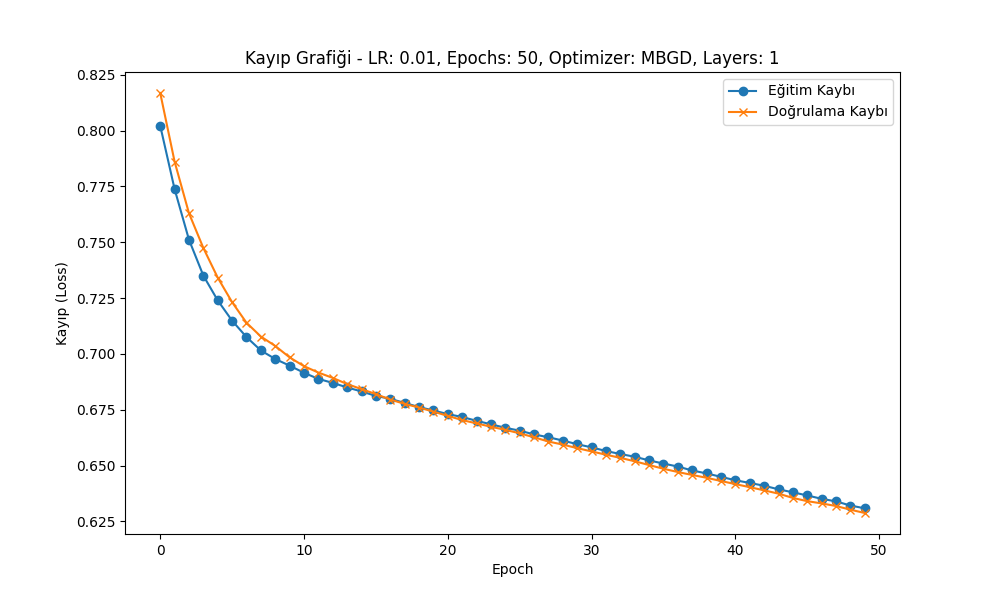 Kayıp Grafiği - LR: 0.01, Epochs: 50, Optimizer: MBGD, Layers: 1
Eğitim Kaybı
Doğrulama Kaybı
Kayıp (Loss)
0.825
0.800
0.775
0.750
0.725
0.700
0.675
0.650
0.625
0 10 20 30 40 50
Epoch